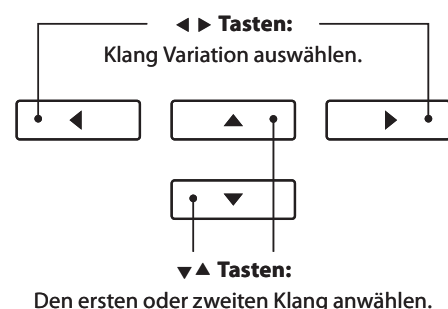 ◀ ▶ Tasten:
Klang Variation auswählen.
▼▲ Tasten:
Den ersten oder zweiten Klang anwählen.